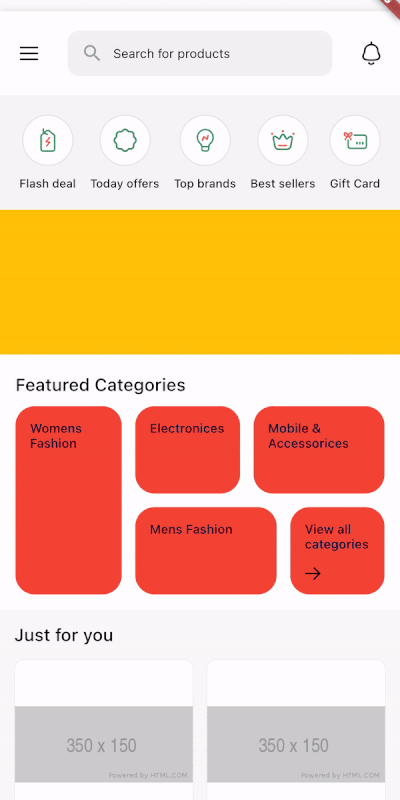 Search for products
Flash deal
Today offers
Top brands
Best sellers
Gift Card
Featured Categories
Womens
Fashion
Electronices
Mobile &
Accessorices
Mens Fashion
View all
categories
Just for you
350 x 150
Powered by HTML.COM
350 x 150
Powered by HTML.COM